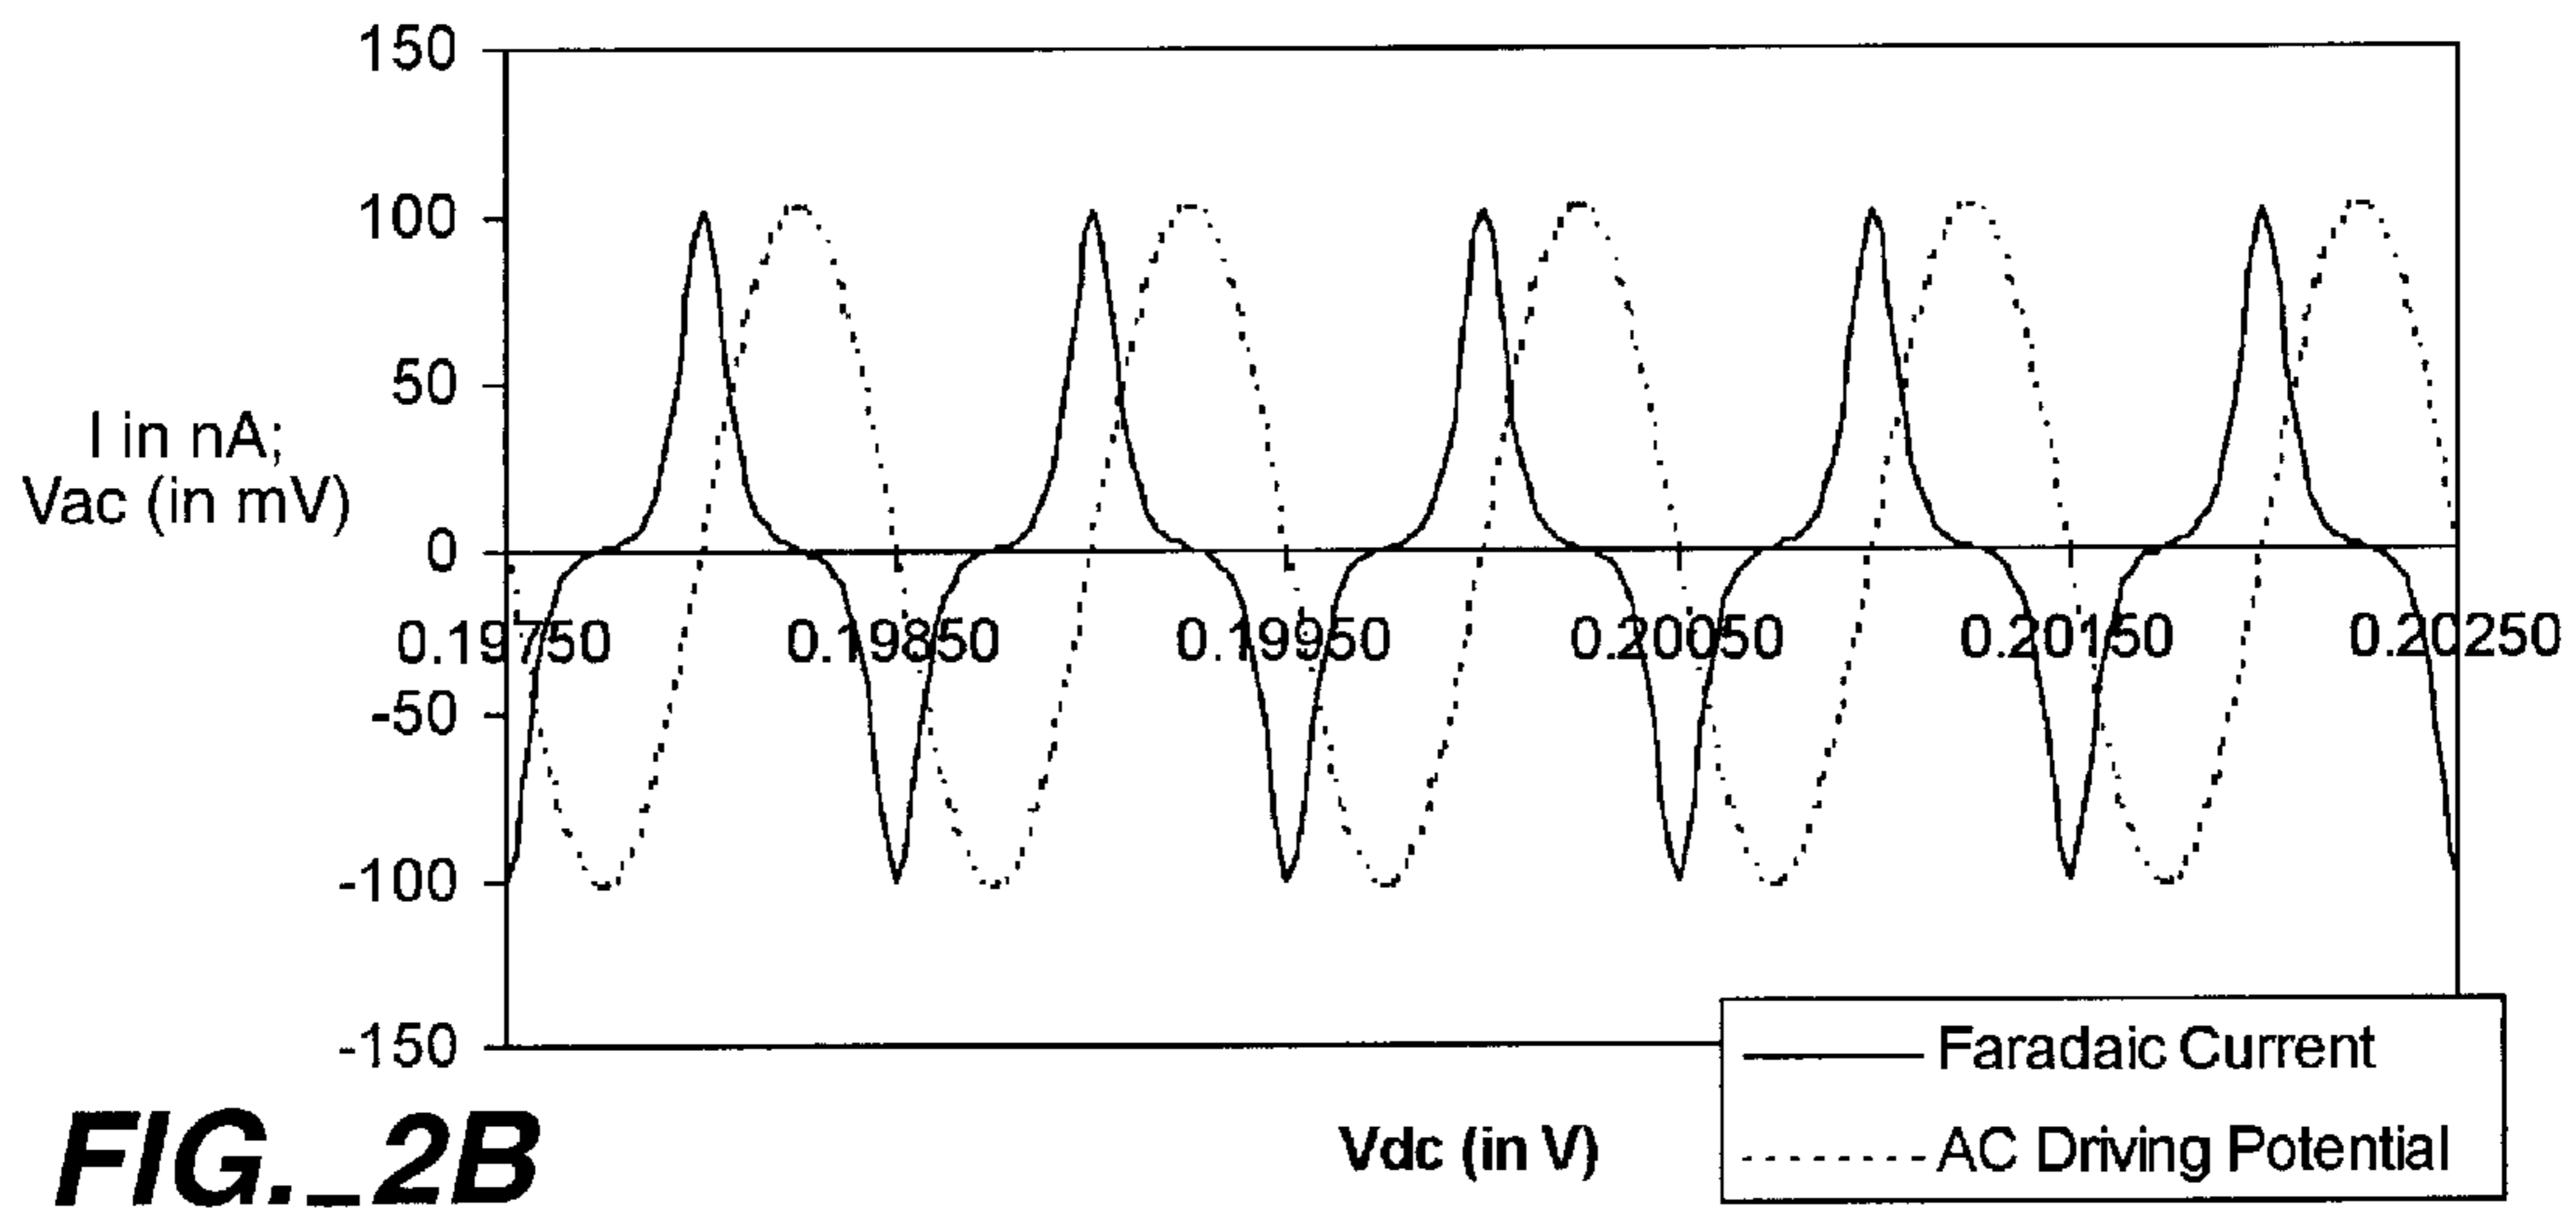 150
100
50
I in nA;
Vac (in mV)
0
0.19750 0.19850 0.19950 0.20050 0.20150 0.20250
-50
-100
-150
Faradaic Current
AC Driving Potential
Vdc (in V)
FIG._2B